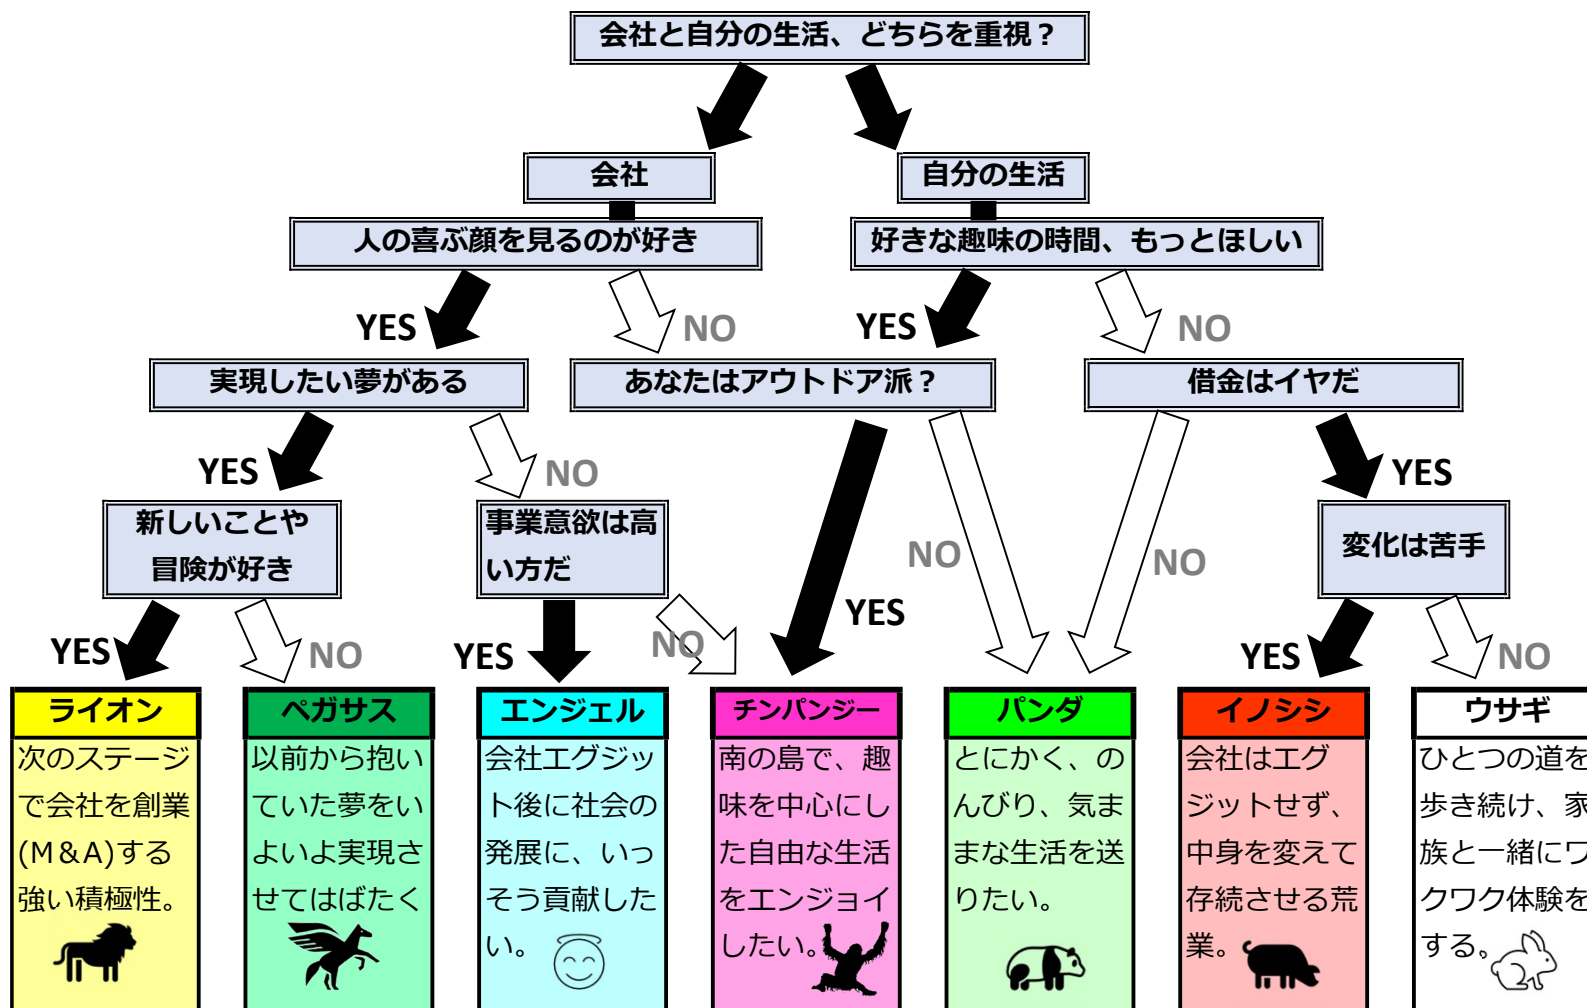 会社と自分の生活、どちらを重視？
会社
自分の生活
人の喜ぶ顔を見るのが好き
好きな趣味の時間、もっとほしい
YES
NO
YES
NO
実現したい夢がある
あなたはアウトドア派？
借金はイヤだ
YES
NO
YES
新しいことや
冒険が好き
事業意欲は高
い方だ
変化は苦手
NO
NO
YES
YES
NO
YES
NO
YES
NO
ライオン
次のステージ
で会社を創業
(M＆A)する
強い積極性。
ペガサス
以前から抱い
ていた夢をい
よいよ実現さ
せてはばたく
エンジェル
会社エグジッ
ト後に社会の
発展に、いっ
そう貢献した
い。
チンパンジー
南の島で、趣
味を中心にし
た自由な生活
をエンジョイ
したい。
パンダ
とにかく、の
んびり、気ま
まな生活を送
りたい。
イノシシ
会社はエグ
ジットせず、
中身を変えて
存続させる荒
業。
ウサギ
ひとつの道を
歩き続け、家
族と一緒にワ
クワク体験を
する。